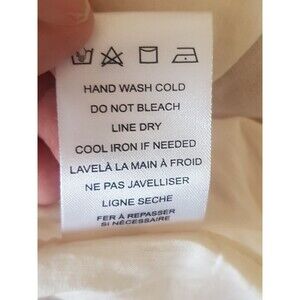 HAND WASH COLD
DO NOT BLEACH
LINE DRY
COOL IRON IF NEEDED
LAVELÀ LA MAIN À FROID
NE PAS JAVELLISER
LIGNE SECHE
FER À REPASSER
SI NÉCESSAIRE